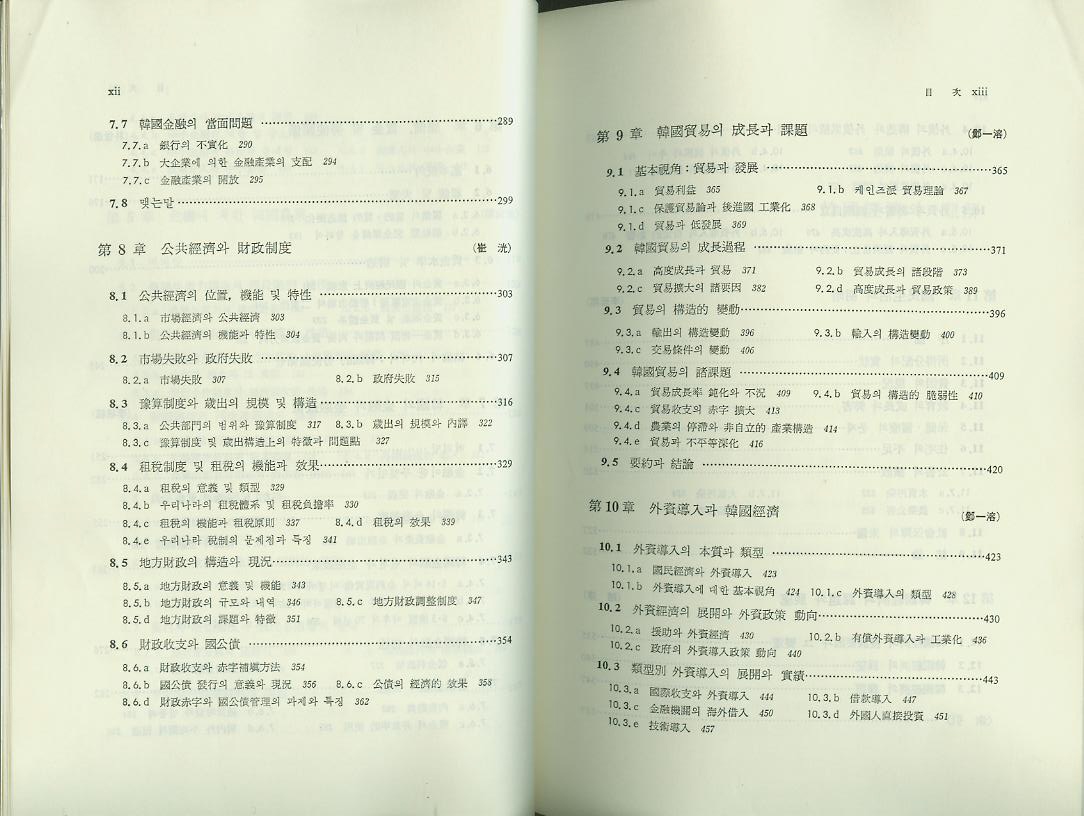 xii
7.7 韓國金融의 當面問題 ……289
7.7.a 銀行의 不實化 290
7.7.b 大企業에 의한 金融產業의 支配 294
7.7.c 金融產業의 開放 295
7.8 맺는말……299
第 8 章 公共經濟와 財政制度 (崔 洸)
8.1 公共經濟의 位置, 機能 및 特性 ……303
8.1.a 市場經濟와 公共經濟 303
8.1.b 公共經濟의 機能과 特性 304
8.2 市場失敗와 政府失敗 ……307
8.2.a 市場失敗 307 8.2.b 政府失敗 315
8.3 豫算制度와 歲出의 規模 및 構造……316
8.3.a 公共部門의 범위와 豫算制度 317 8.3.b 歲出의 規模와 內譯 322
8.3.c 豫算制度 및 歲出構造上의 特徵과 問題點 327
8.4 租稅制度 및 租稅의 機能과 效果……329
8.4.a 租稅의 意義 및 類型 329
8.4.b 우리나라의 租稅體系 및 租稅負擔率 330
8.4.c 租稅의 機能과 租稅原則 337 8.4.d 租稅의 效果 339
8.4.e 우리나라 稅制의 문제점과 특징 341
8.5 地方財政의 構造와 現況……343
8.5.a 地方財政의 意義 및 機能 343
8.5.b 地方財政의 규모와 내역 346 8.5.c 地方財政調整制度 347
8.5.d 地方財政의 課題와 特徵 351
8.6 財政收支와 國公債 ……354
8.6.a 財政收支와 赤字補塡方法 354
8.6.b 國公債 發行의 意義와 現況 356 8.6.c 公債의 經濟的 效果 358
8.6.d 財政赤字와 國公債管理의 과제와 특징 362
目 次 xiii
第 9 章 韓國貿易의 成長과 課題 (鄭一溶)
9.1 基本視角：貿易과 發展 ……365
9.1.a 貿易利益 365 9.1.b 케인즈派 貿易理論 367
9.1.c 保護貿易論과 後進國 工業化 368
9.1.d 貿易과 低發展 369
9.2 韓國貿易의 成長過程 ……371
9.2.a 高度成長과 貿易 371 9.2.b 貿易成長의 諸段階 373
9.2.c 貿易擴大의 諸要因 382 9.2.d 高度成長과 貿易政策 389
9.3 貿易의 構造的 變動……396
9.3.a 輸出의 構造變動 396 9.3.b 輸入의 構造變動 400
9.3.c 交易條件의 變動 406
9.4 韓國貿易의 諸課題 ……409
9.4.a 貿易成長率 鈍化와 不況 409 9.4.b 貿易의 構造的 脆弱性 410
9.4.c 貿易收支의 赤字 擴大 413
9.4.d 農業의 停滯와 非自立的 產業構造 414
9.4.e 貿易과 不平等深化 416
9.5 要約과 結論 ……420
第10章 外資導入과 韓國經濟 (鄭一溶)
10.1 外資導入의 本質과 類型 ……423
10.1.a 國民經濟와 外資導入 423
10.1.b 外資導入에 대한 基本視角 424 10.1.c 外資導入의 類型 428
10.2 外資經濟의 展開와 外資政策 動向……430
10.2.a 援助와 外資經濟 430 10.2.b 有償外資導入과 工業化 436
10.2.c 政府의 外資導入政策 動向 440
10.3 類型別 外資導入의 展開와 實績……443
10.3.a 國際收支와 外資導入 444 10.3.b 借款導入 447
10.3.c 金融機關의 海外借入 450 10.3.d 外國人直接投資 451
10.3.e 技術導入 457